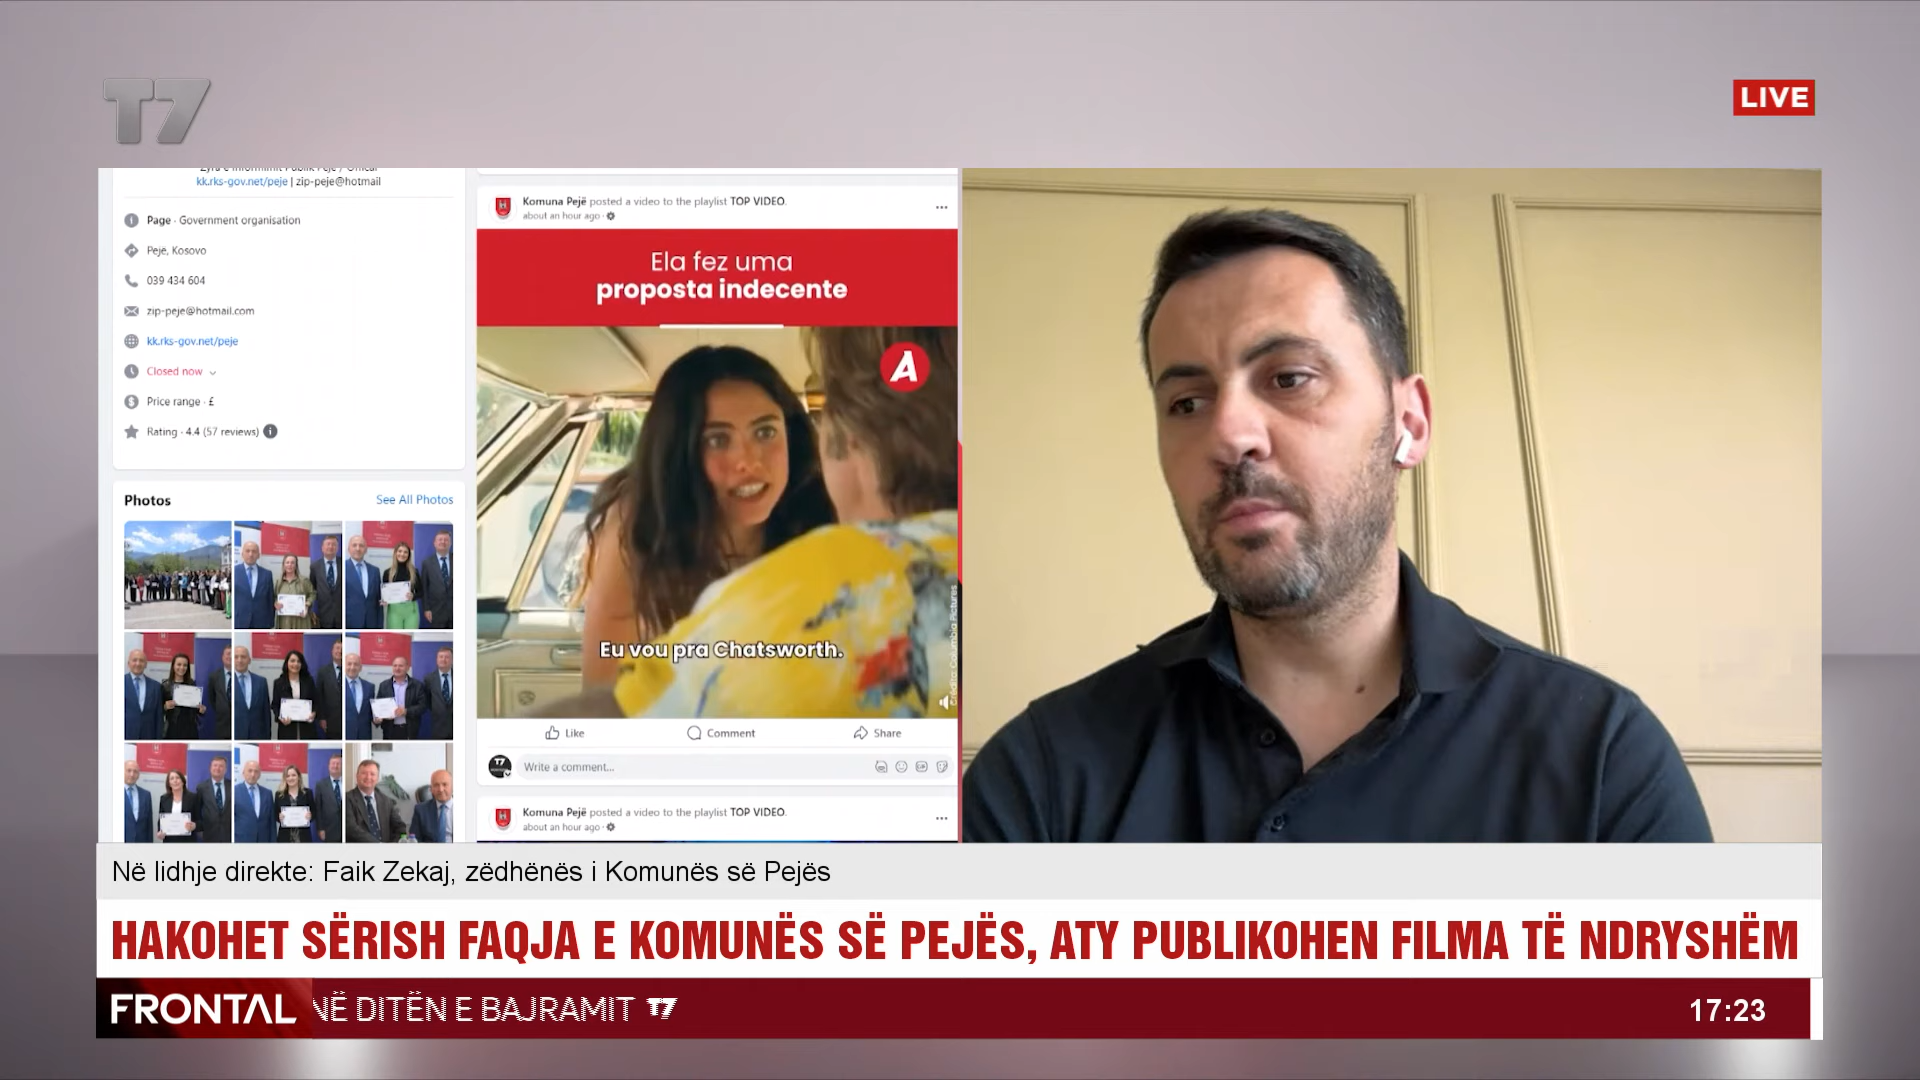 T7
LIVE
kk.rks-gov.net/peje | zip-peje@hotmail
Page · Government organisation
Pejë, Kosovo
039 434 604
zip-peje@hotmail.com
kk.rks-gov.net/peje
Closed now
Price range · £
Rating · 4.4 (57 reviews)
Photos
See All Photos
Komuna Pejë posted a video to the playlist TOP VIDEO.
about an hour ago ·
Ela fez uma
proposta indecente
A
Eu vou pra Chatsworth.
Crédito: Columbia Pictures
Like
Comment
Share
T7
Write a comment...
Komuna Pejë posted a video to the playlist TOP VIDEO.
about an hour ago ·
Në lidhje direkte: Faik Zekaj, zëdhënës i Komunës së Pejës
HAKOHET SËRISH FAQJA E KOMUNËS SË PEJËS, ATY PUBLIKOHEN FILMA TË NDRYSHËM
FRONTAL
NË DITËN E BAJRAMIT T7
17:23